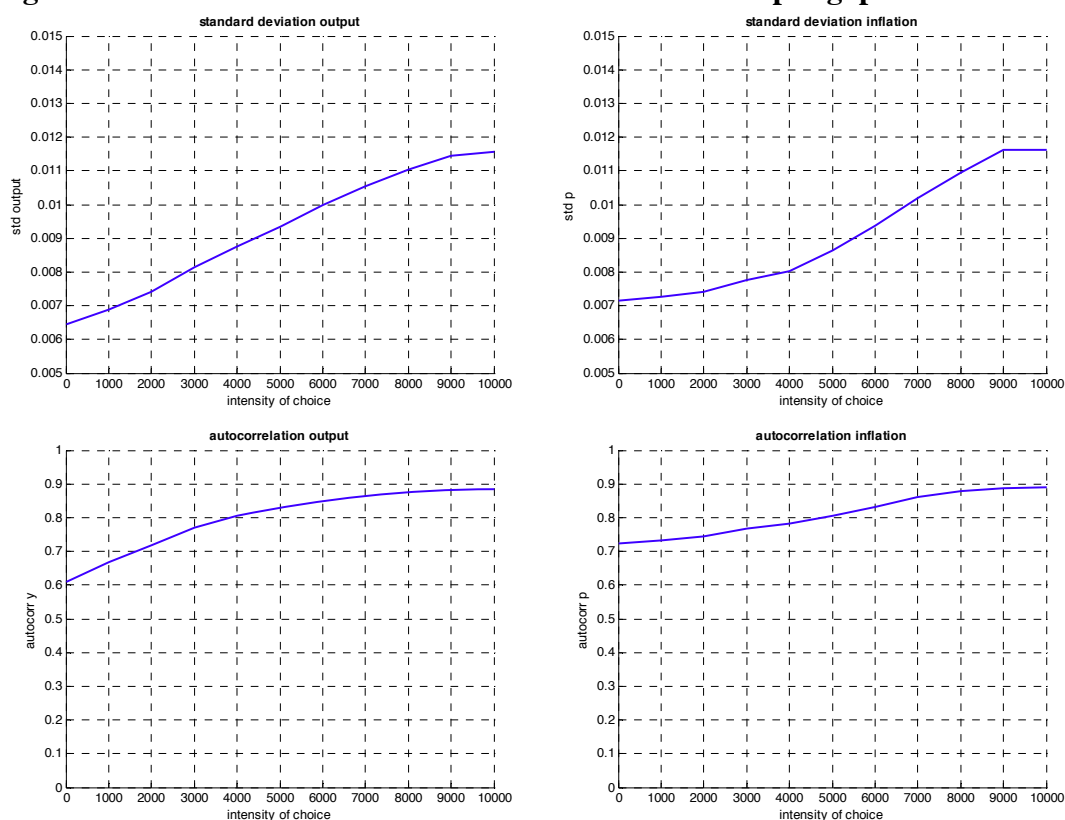 standard deviation output
0.015
0.014
0.013
0.012
0.011
0.01
0.009
0.008
0.007
0.006
0.005
std output
0 1000 2000 3000 4000 5000 6000 7000 8000 9000 10000
intensity of choice
standard deviation inflation
0.015
0.014
0.013
0.012
0.011
0.01
0.009
0.008
0.007
0.006
0.005
std p
0 1000 2000 3000 4000 5000 6000 7000 8000 9000 10000
intensity of choice
autocorrelation output
1
0.9
0.8
0.7
0.6
0.5
0.4
0.3
0.2
0.1
0
autocorr y
0 1000 2000 3000 4000 5000 6000 7000 8000 9000 10000
intensity of choice
autocorrelation inflation
1
0.9
0.8
0.7
0.6
0.5
0.4
0.3
0.2
0.1
0
autocorr p
0 1000 2000 3000 4000 5000 6000 7000 8000 9000 10000
intensity of choice